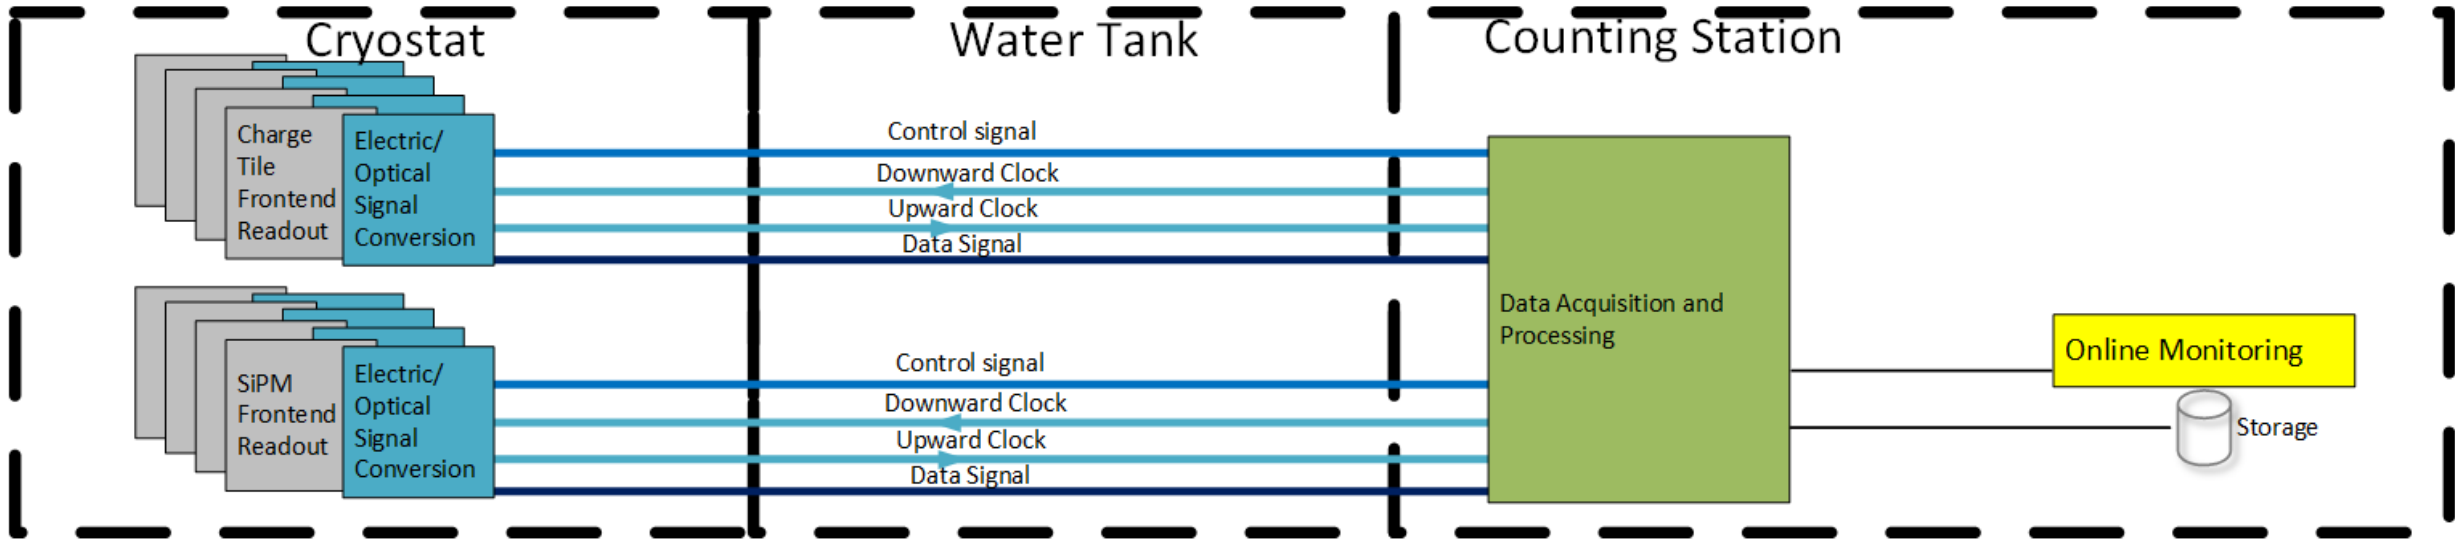 Cryostat
Water Tank
Counting Station
Charge
Tile
Frontend
Readout
Electric/
Optical
Signal
Conversion
Control signal
Downward Clock
Upward Clock
Data Signal
SiPM
Frontend
Readout
Electric/
Optical
Signal
Conversion
Control signal
Downward Clock
Upward Clock
Data Signal
Data Acquisition and
Processing
Online Monitoring
Storage